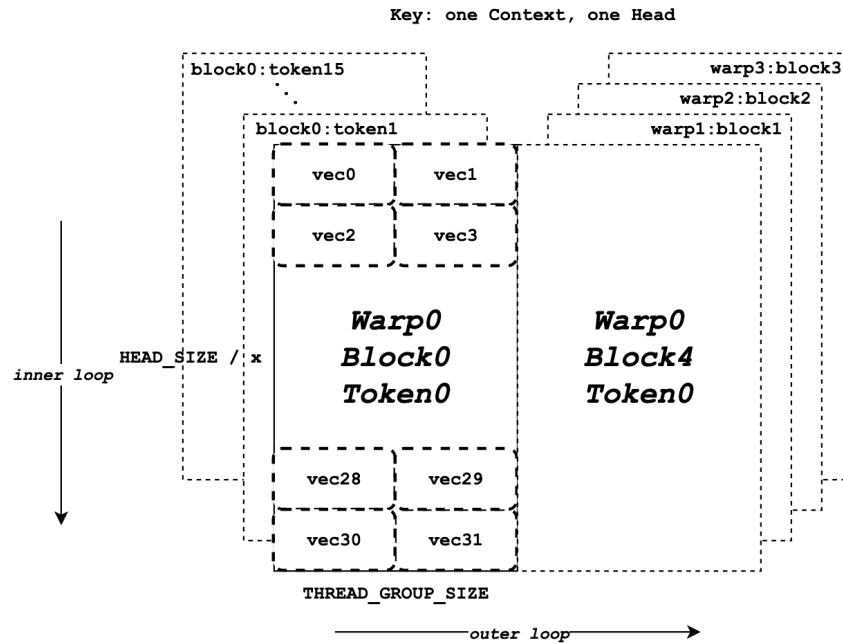 Key: one Context, one Head
block0:token15
warp3:block3
warp2:block2
block0:token1
warp1:block1
vec0 vec1
vec2 vec3
Warp0
Block0
Token0
Warp0
Block4
Token0
HEAD_SIZE / x
inner loop
vec28 vec29
vec30 vec31
THREAD_GROUP_SIZE
outer loop